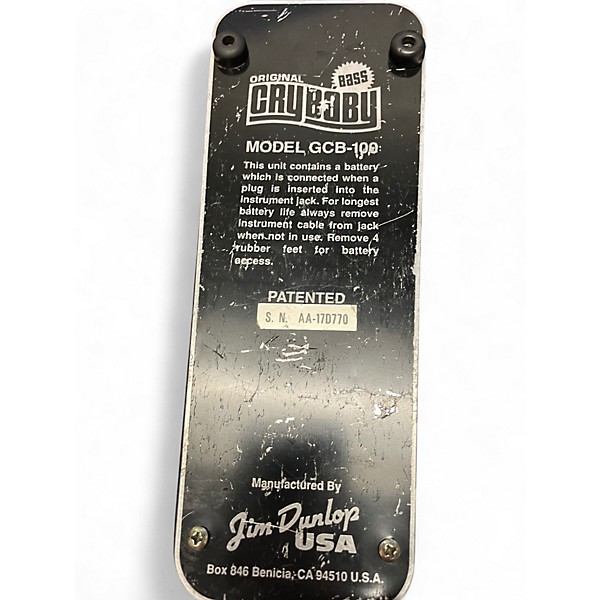 ORIGINAL BASS
CRYBABY
MODEL GCB-100
This unit contains a battery
which is connected when a
plug is inserted into the
instrument jack. For longest
battery life always remove
instrument cable from jack
when not in use. Remove 4
rubber feet for battery
access.
PATENTED
S. N. AA-17D770
Manufactured By
Jim Dunlop
USA
Box 846 Benicia, CA 94510 U.S.A.